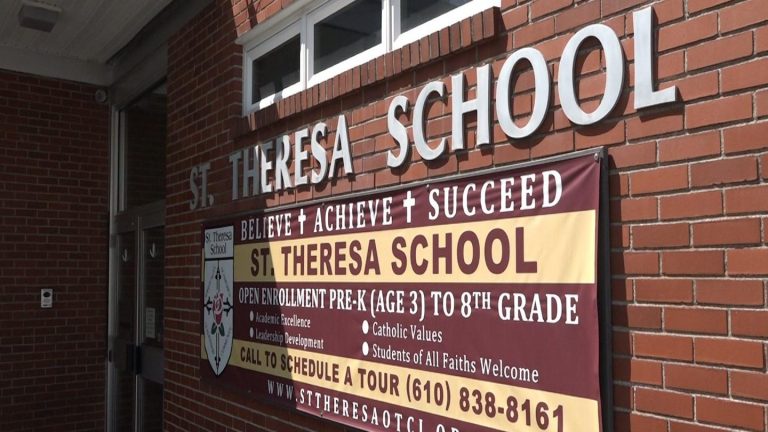 ST. THERESA SCHOOL
BELIEVE ✝ ACHIEVE ✝ SUCCEED
St. Theresa
School
ST. THERESA SCHOOL
OPEN ENROLLMENT PRE-K (AGE 3) TO 8TH GRADE
• Academic Excellence
• Catholic Values
• Leadership Development
• Students of All Faiths Welcome
CALL TO SCHEDULE A TOUR (610) 838-8161